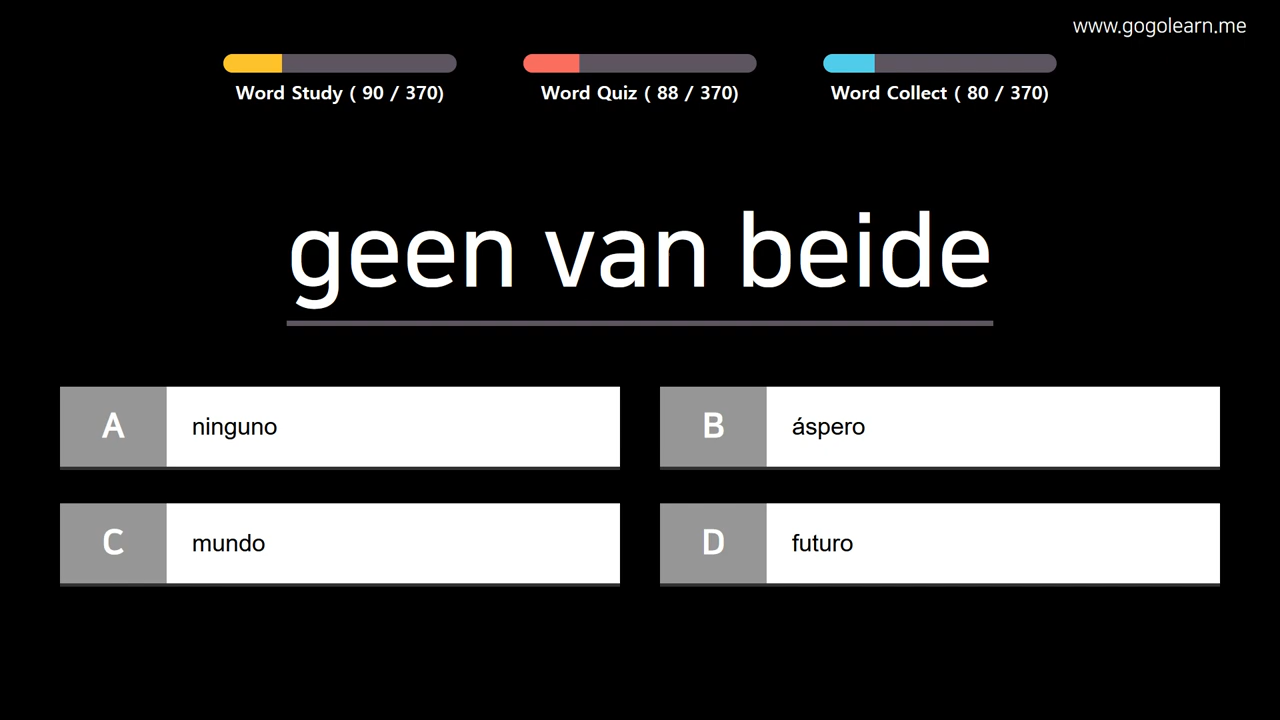 www.gogolearn.me
Word Study ( 90 / 370)
Word Quiz ( 88 / 370)
Word Collect ( 80 / 370)
geen van beide
A ninguno
B áspero
C mundo
D futuro